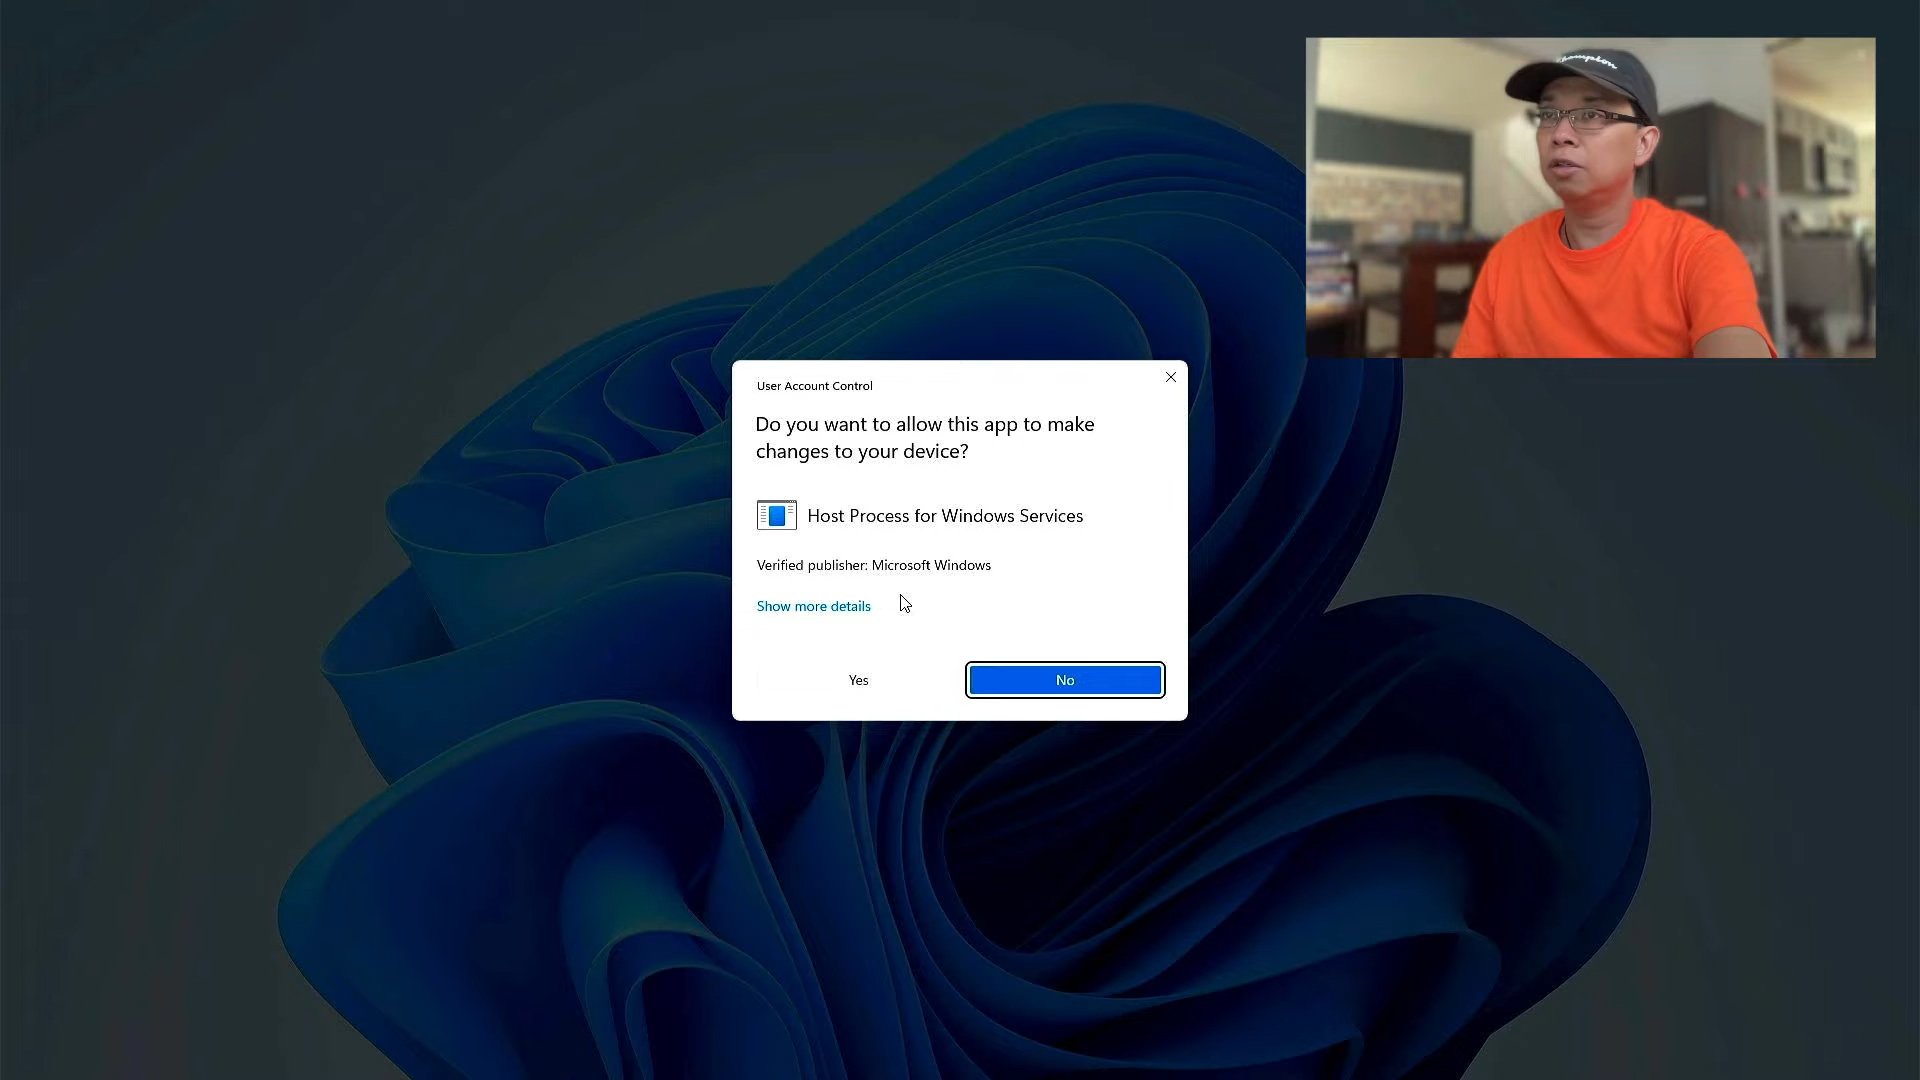 Champion
User Account Control
Do you want to allow this app to make
changes to your device?
Host Process for Windows Services
Verified publisher: Microsoft Windows
Show more details
Yes
No